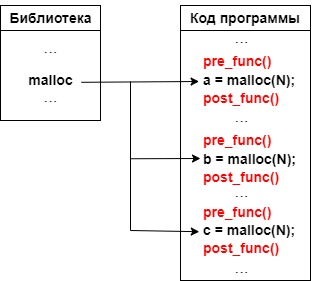 Библиотека
...
malloc
...
Код программы
...
pre_func()
a = malloc(N);
post_func()
...
pre_func()
b = malloc(N);
post_func()
...
pre_func()
c = malloc(N);
post_func()
...